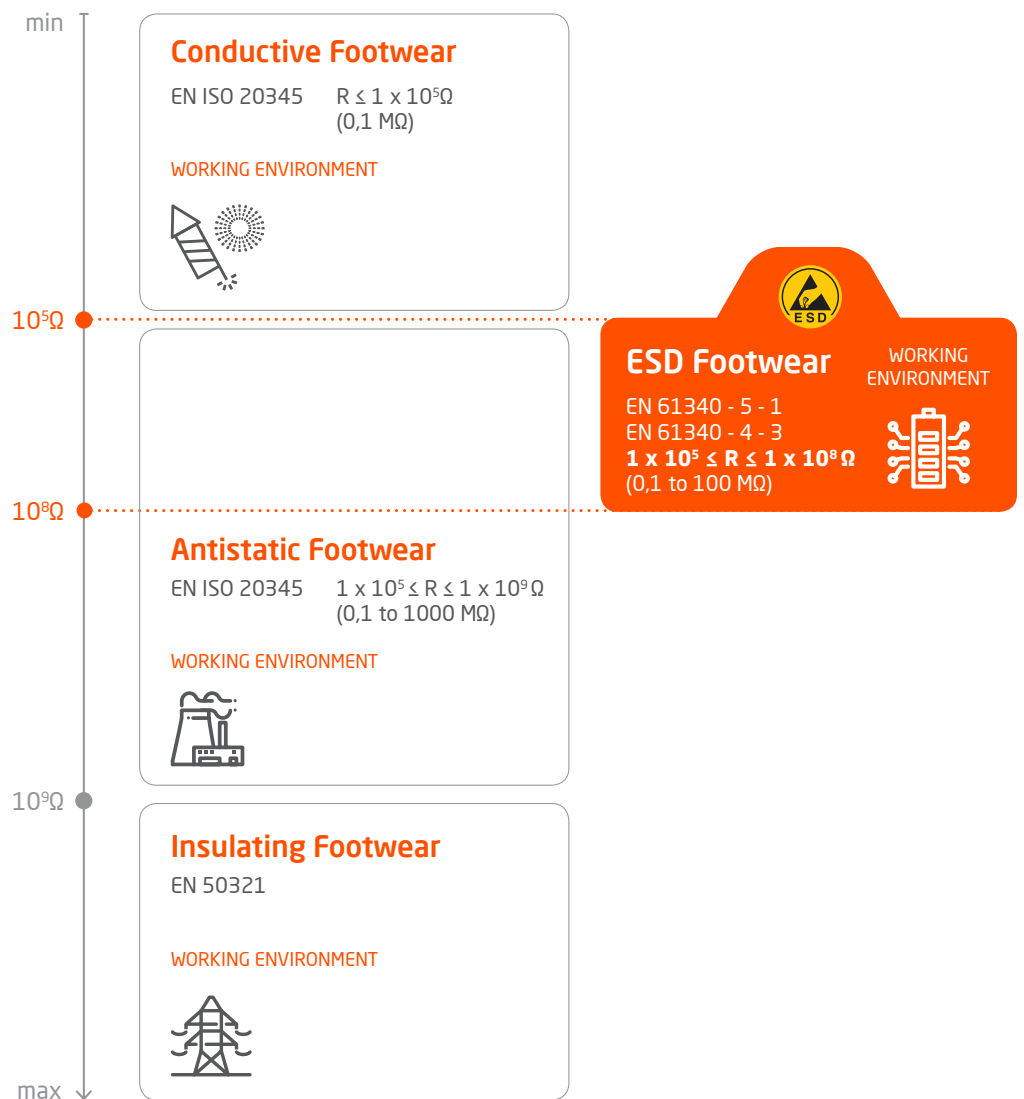 min
Conductive Footwear
EN ISO 20345 R ≤ 1 x 10⁵Ω
(0,1 MΩ)
WORKING ENVIRONMENT
10⁵Ω
ESD
ESD Footwear
WORKING
ENVIRONMENT
EN 61340 - 5 - 1
EN 61340 - 4 - 3
1 x 10⁵ ≤ R ≤ 1 x 10⁸ Ω
(0,1 to 100 MΩ)
10⁸Ω
Antistatic Footwear
EN ISO 20345 1 x 10⁵ ≤ R ≤ 1 x 10⁹ Ω
(0,1 to 1000 MΩ)
WORKING ENVIRONMENT
10⁹Ω
Insulating Footwear
EN 50321
WORKING ENVIRONMENT
max